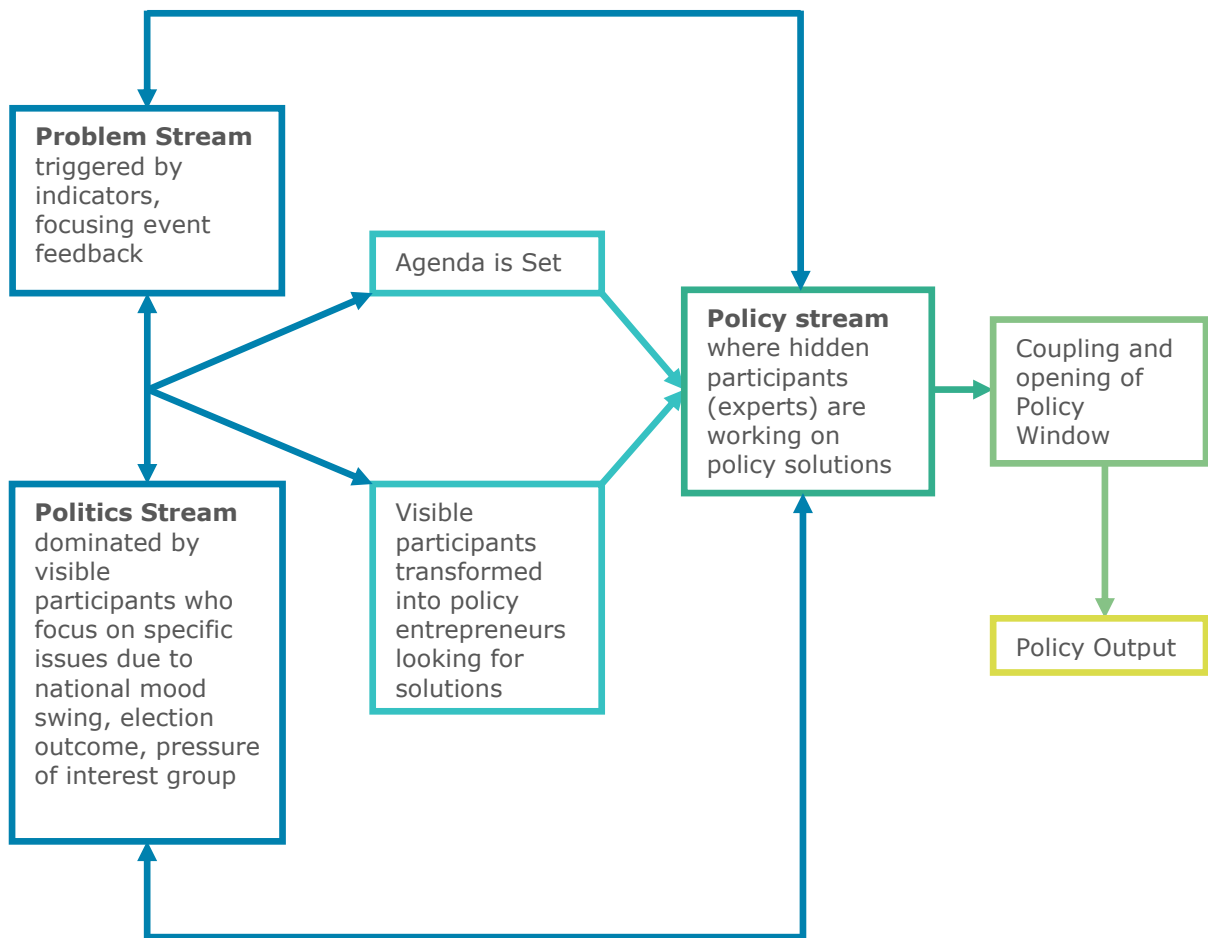 Problem Stream
triggered by
indicators,
focusing event
feedback
Agenda is Set
Policy stream
where hidden
participants
(experts) are
working on
policy solutions
Coupling and
opening of
Policy
Window
Politics Stream
dominated by
visible
participants who
focus on specific
issues due to
national mood
swing, election
outcome, pressure
of interest group
Visible
participants
transformed
into policy
entrepreneurs
looking for
solutions
Policy Output